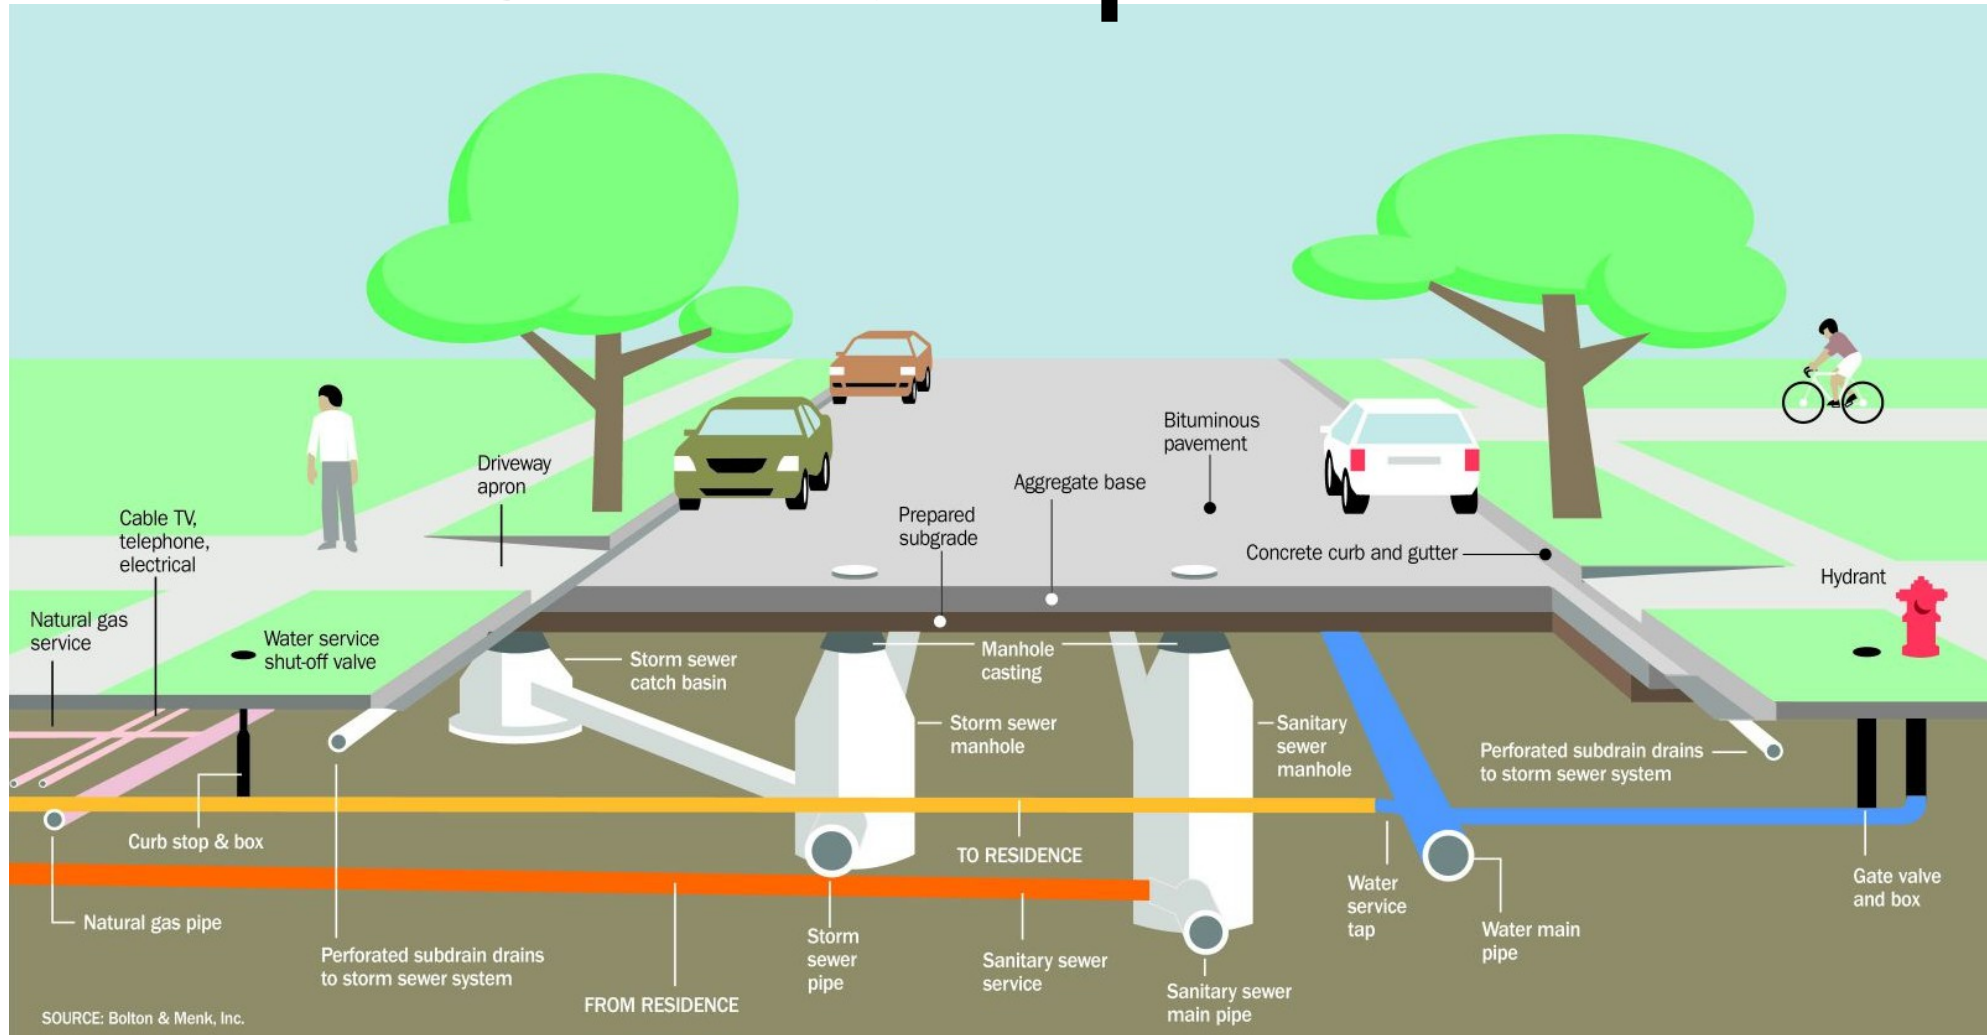 Bituminous
pavement
Driveway
apron
Aggregate base
Cable TV,
telephone,
electrical
Prepared
subgrade
Concrete curb and gutter
Hydrant
Natural gas
service
Water service
shut-off valve
Storm sewer
catch basin
Manhole
casting
Storm sewer
manhole
Sanitary
sewer
manhole
Perforated subdrain drains
to storm sewer system
Curb stop & box
TO RESIDENCE
Water
service
tap
Gate valve
and box
Natural gas pipe
Water main
pipe
Storm
sewer
pipe
Perforated subdrain drains
to storm sewer system
Sanitary sewer
service
Sanitary sewer
main pipe
FROM RESIDENCE
SOURCE: Bolton & Menk, Inc.